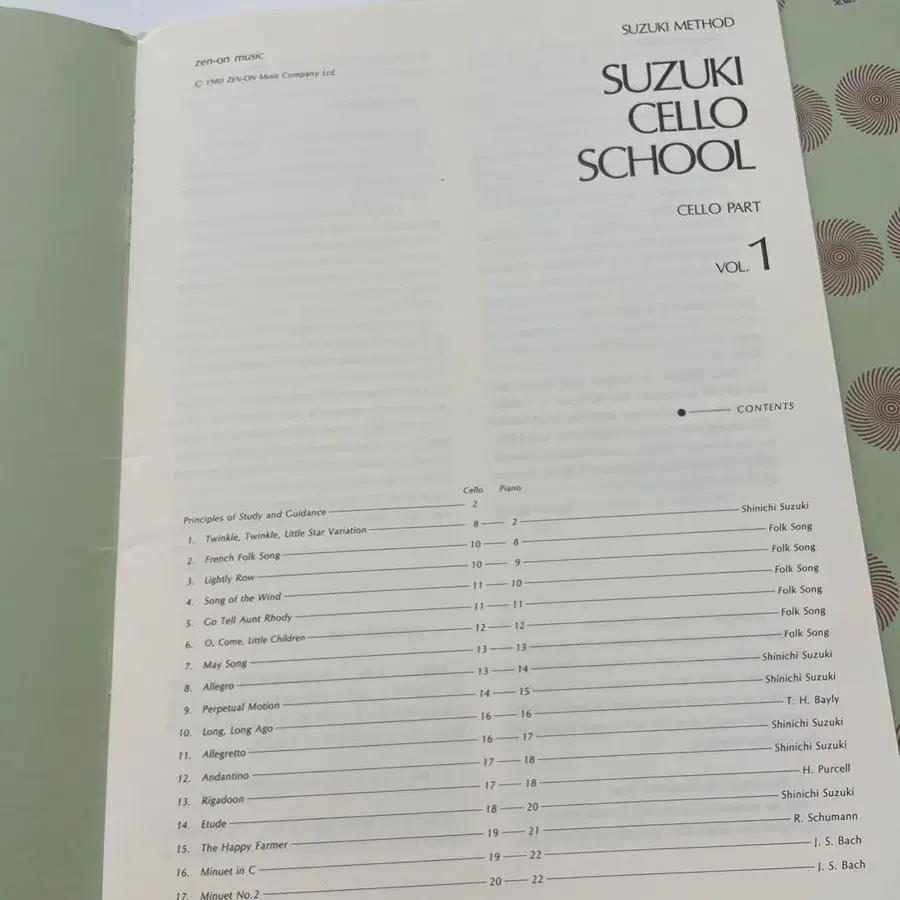 zen-on music
© 1980 ZEN-ON Music Company Ltd.
SUZUKI METHOD
SUZUKI
CELLO
SCHOOL
CELLO PART
VOL. 1
CONTENTS
Cello Piano
Principles of Study and Guidance 2
1. Twinkle, Twinkle, Little Star Variation 8 2 Shinichi Suzuki
2. French Folk Song 10 8 Folk Song
3. Lightly Row 10 9 Folk Song
4. Song of the Wind 11 10 Folk Song
5. Go Tell Aunt Rhody 11 11 Folk Song
6. O, Come, Little Children 12 12 Folk Song
7. May Song 13 13 Folk Song
8. Allegro 13 14 Shinichi Suzuki
9. Perpetual Motion 14 15 Shinichi Suzuki
10. Long, Long Ago 16 16 T. H. Bayly
11. Allegretto 16 17 Shinichi Suzuki
12. Andantino 17 18 Shinichi Suzuki
13. Rigadoon 17 18 H. Purcell
14. Etude 18 20 Shinichi Suzuki
15. The Happy Farmer 19 21 R. Schumann
16. Minuet in C 19 22 J. S. Bach
17. Minuet No.2 20 22 J. S. Bach